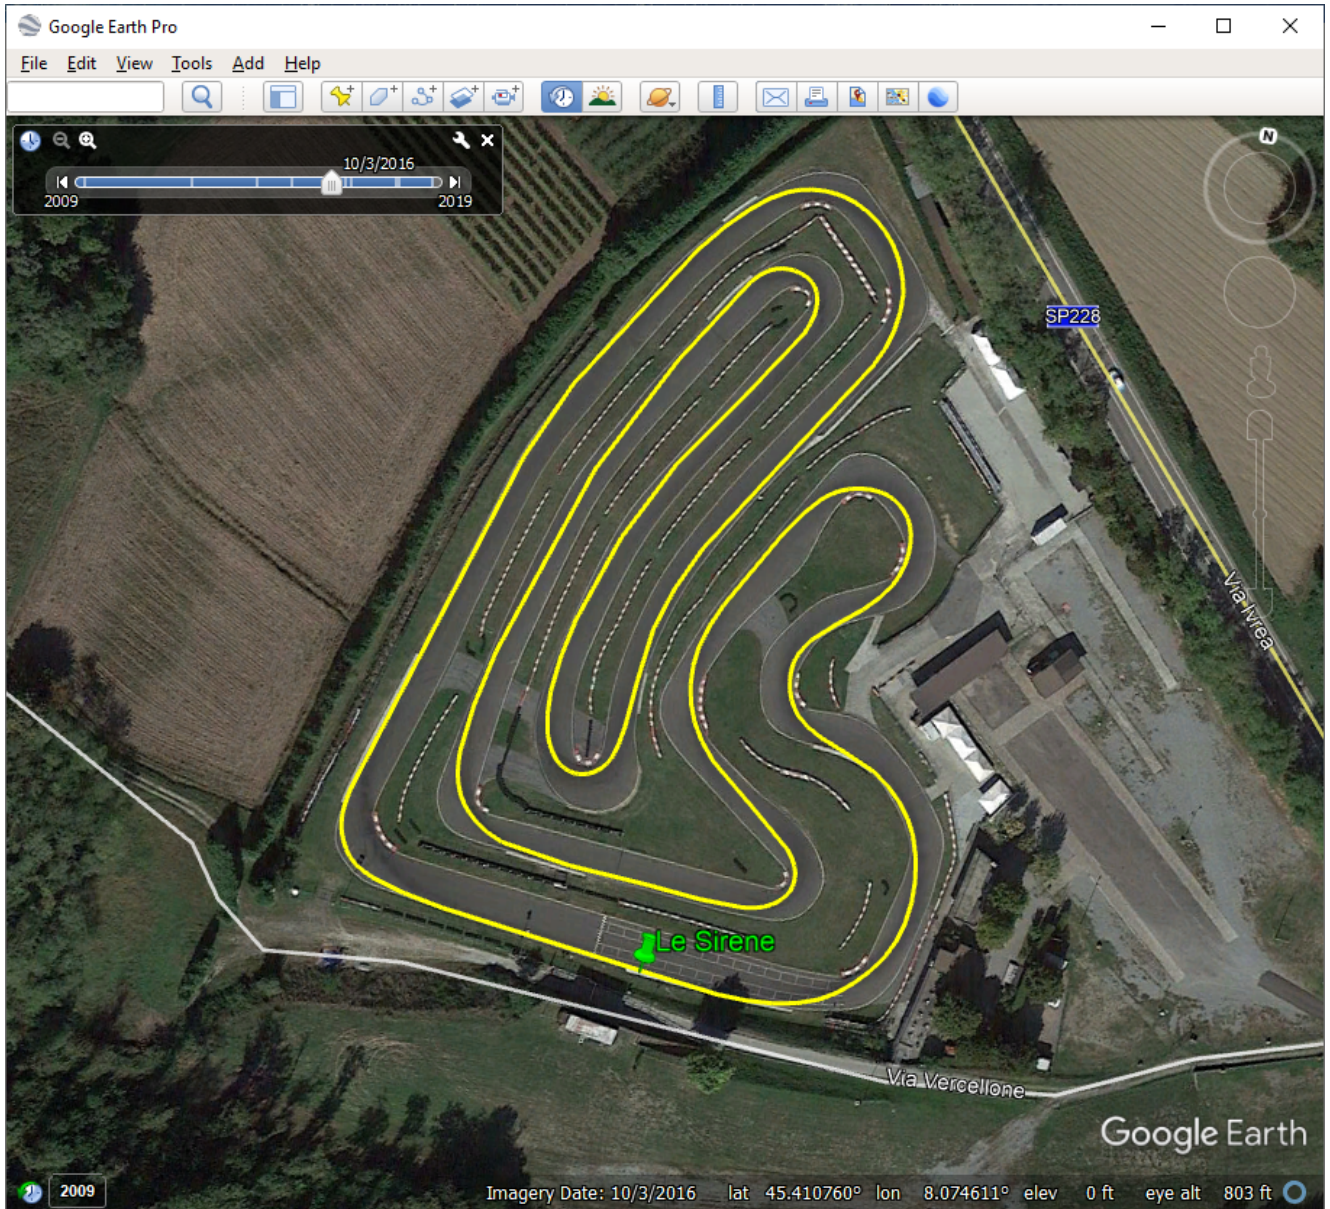 Google Earth Pro
File Edit View Tools Add Help
10/3/2016
2009 2019
N
SP228
Via Ivrea
Le Sirene
Via Vercellone
Google Earth
2009 Imagery Date: 10/3/2016 lat 45.410760° lon 8.074611° elev 0 ft eye alt 803 ft